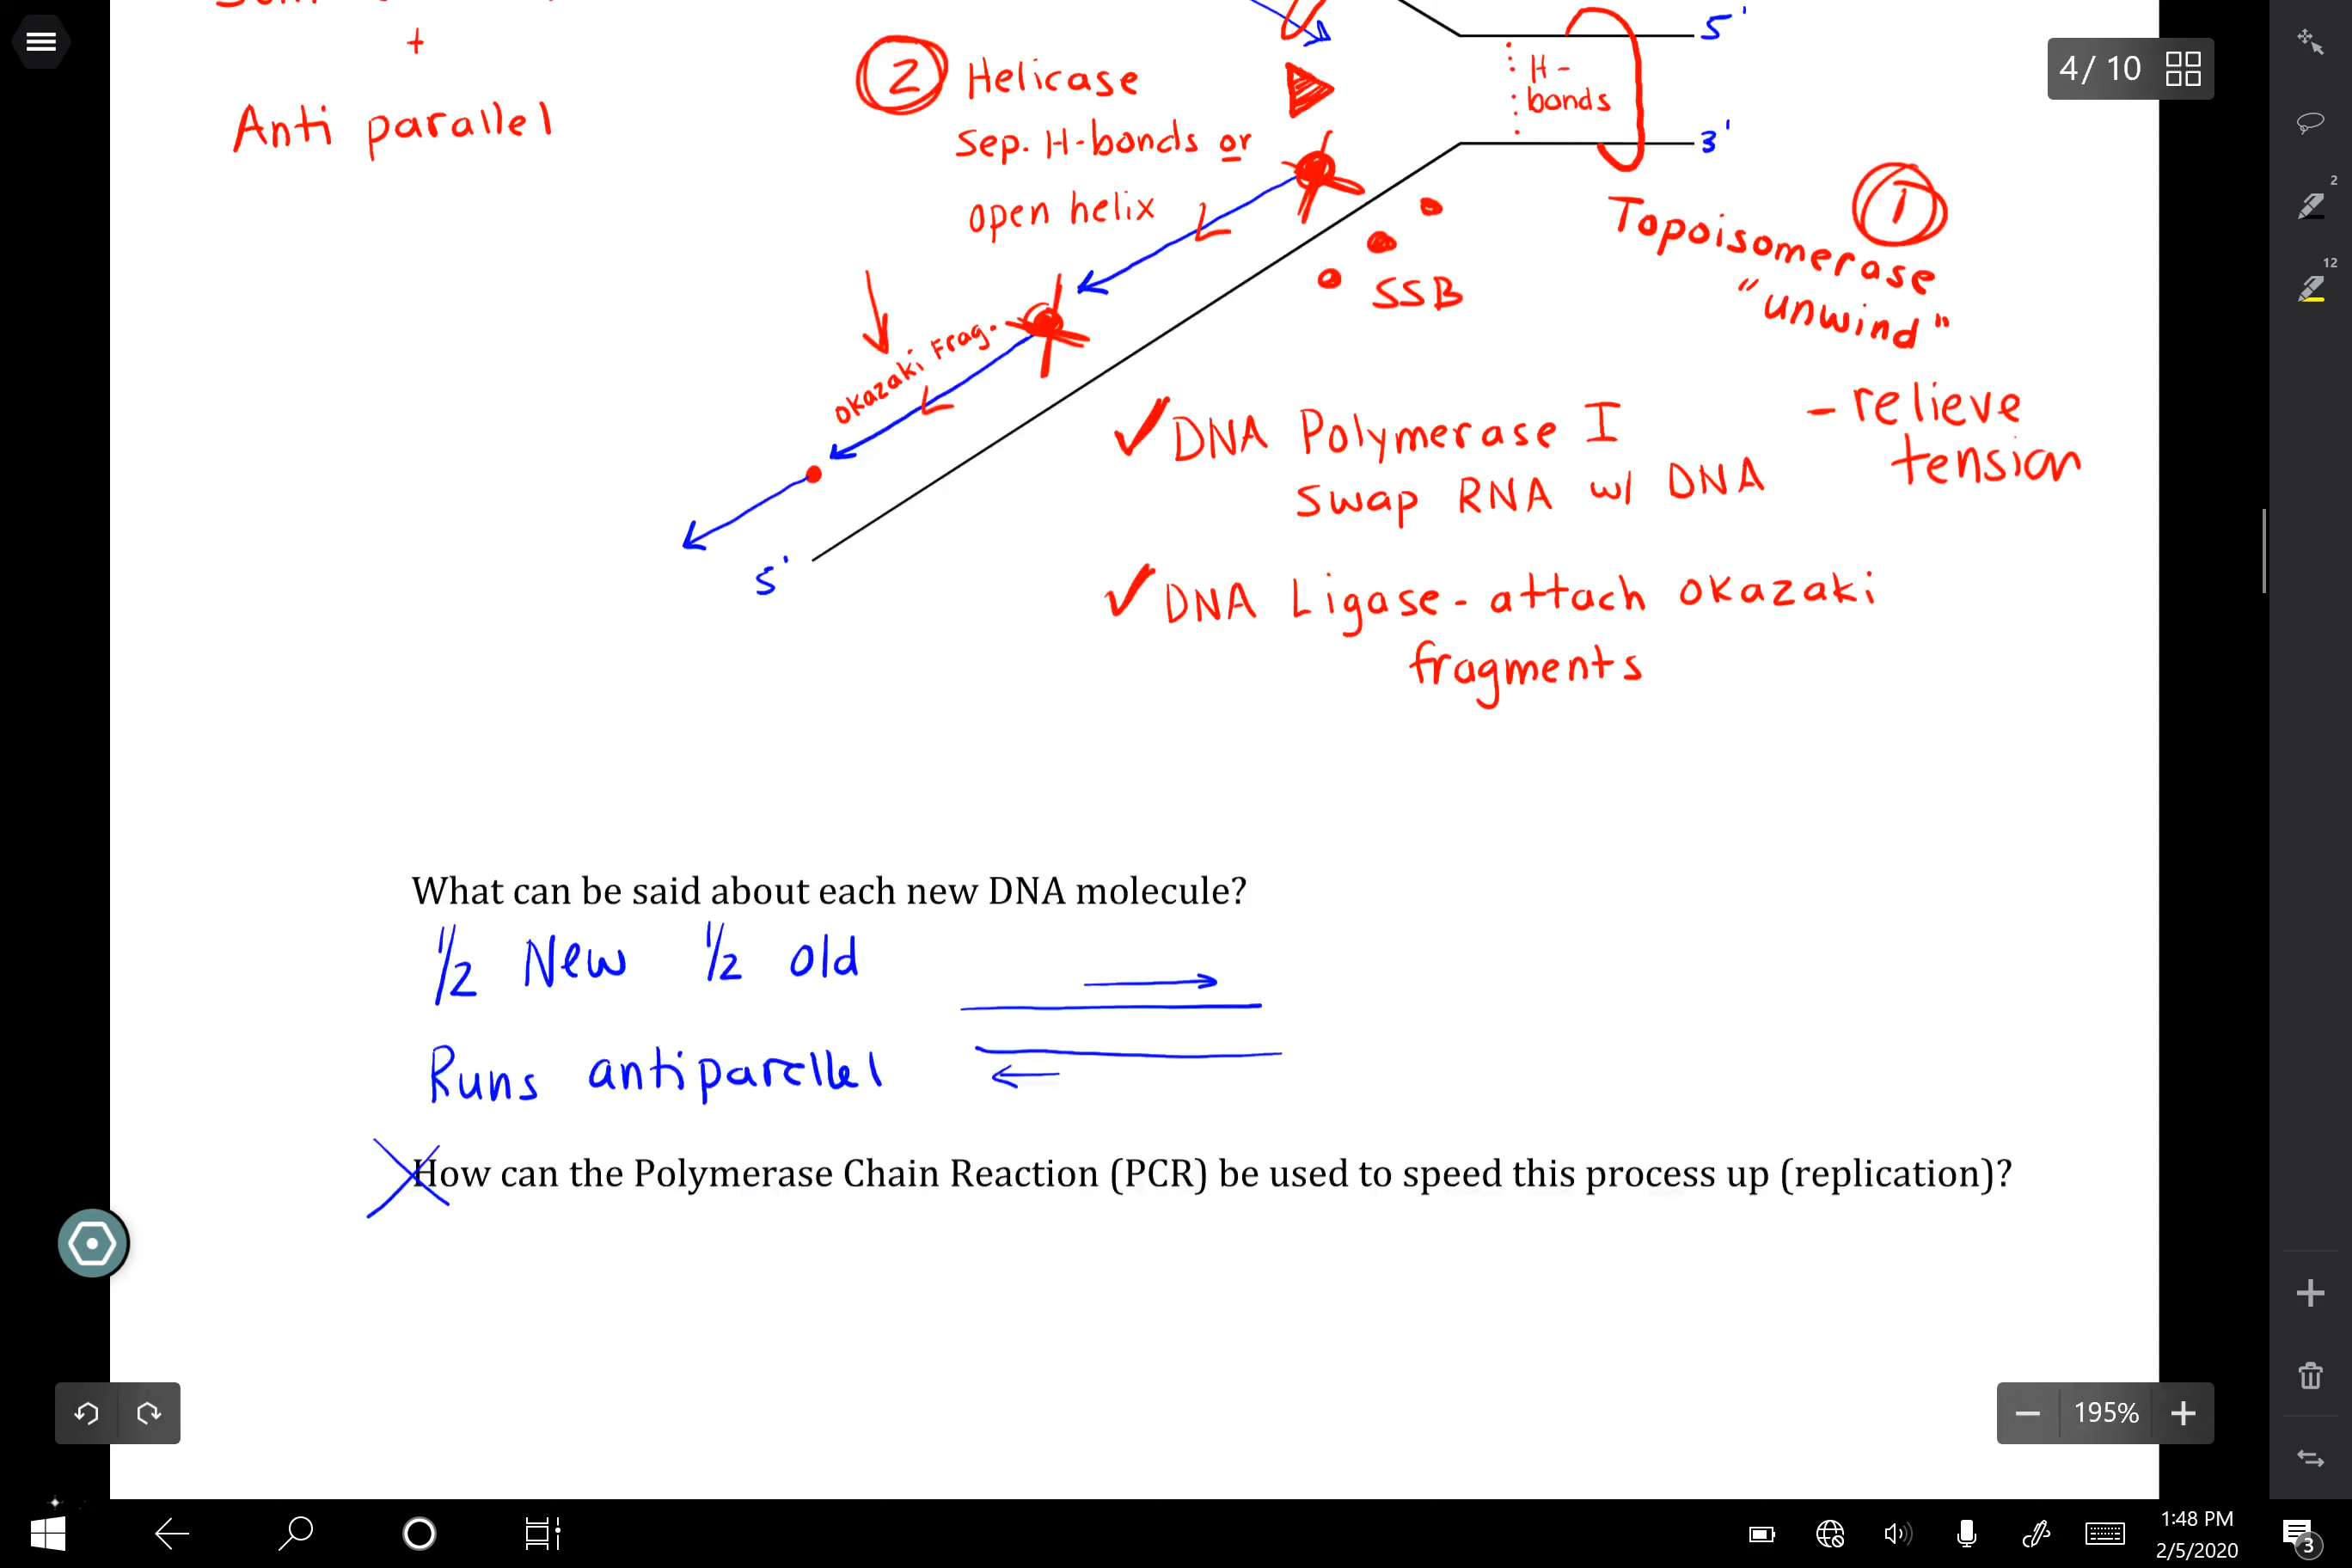 +
Anti parallel
2 Helicase
Sep. H-bonds or
open helix
5'
H-
bonds
3'
4 / 10
2
12
1
Topoisomerase
"unwind"
- relieve
tension
SSB
Okazaki Frag.
✓ DNA Polymerase I
Swap RNA w/ DNA
5'
✓ DNA Ligase - attach okazaki
fragments
What can be said about each new DNA molecule?
1/2 New 1/2 old
Runs antiparallel
How can the Polymerase Chain Reaction (PCR) be used to speed this process up (replication)?
195%
1:48 PM
2/5/2020
3